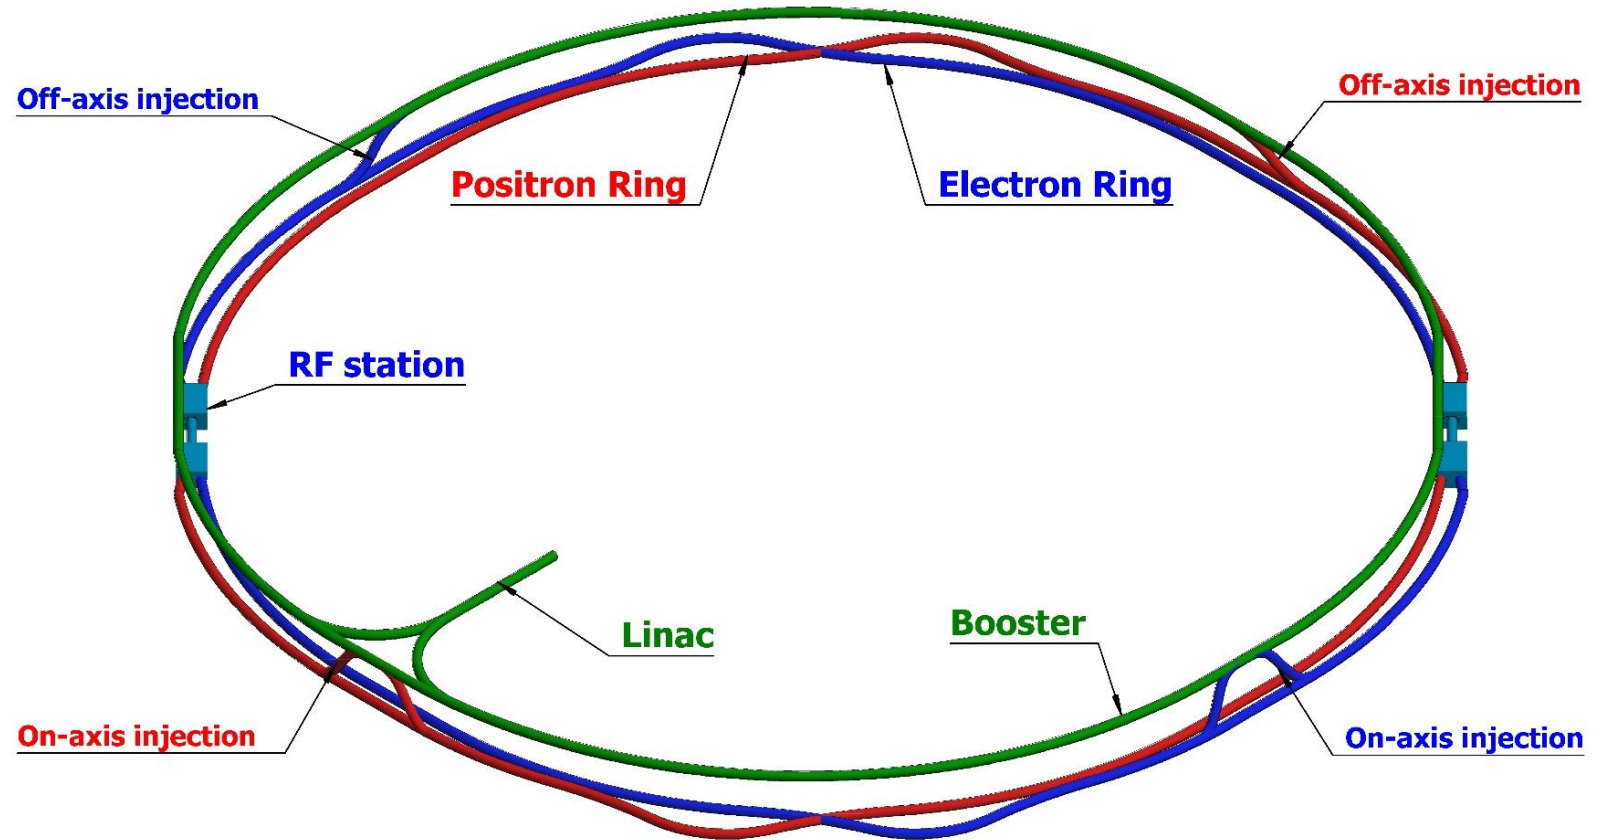 Off-axis injection
Off-axis injection
Positron Ring
Electron Ring
RF station
Linac
Booster
On-axis injection
On-axis injection